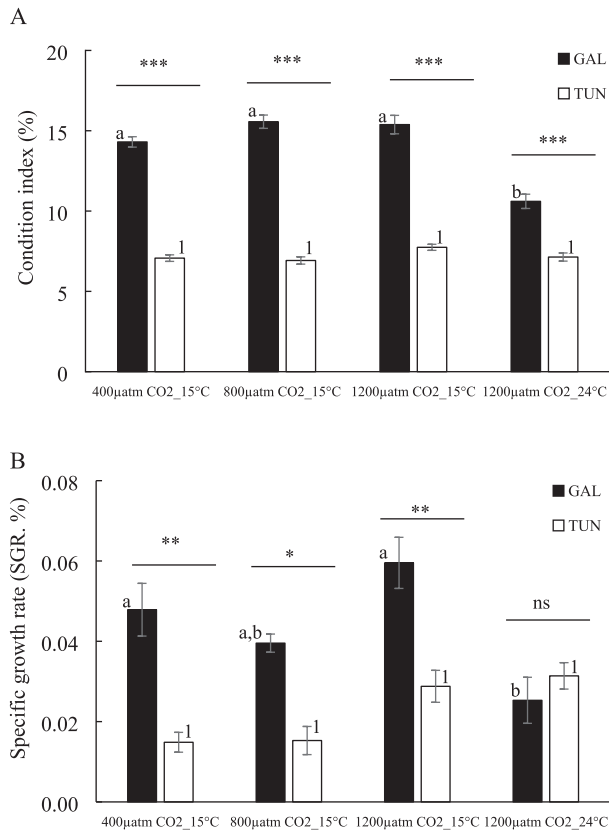 A
Condition index (%)
20
15
10
5
0
GAL
TUN
***
***
***
***
a
1
a
1
a
1
b
1
400µatm CO2_15°C
800µatm CO2_15°C
1200µatm CO2_15°C
1200µatm CO2_24°C
B
Specific growth rate (SGR. %)
0.08
0.06
0.04
0.02
0.00
GAL
TUN
**
*
**
ns
a
1
a,b
1
a
1
b
1
400µatm CO2_15°C
800µatm CO2_15°C
1200µatm CO2_15°C
1200µatm CO2_24°C